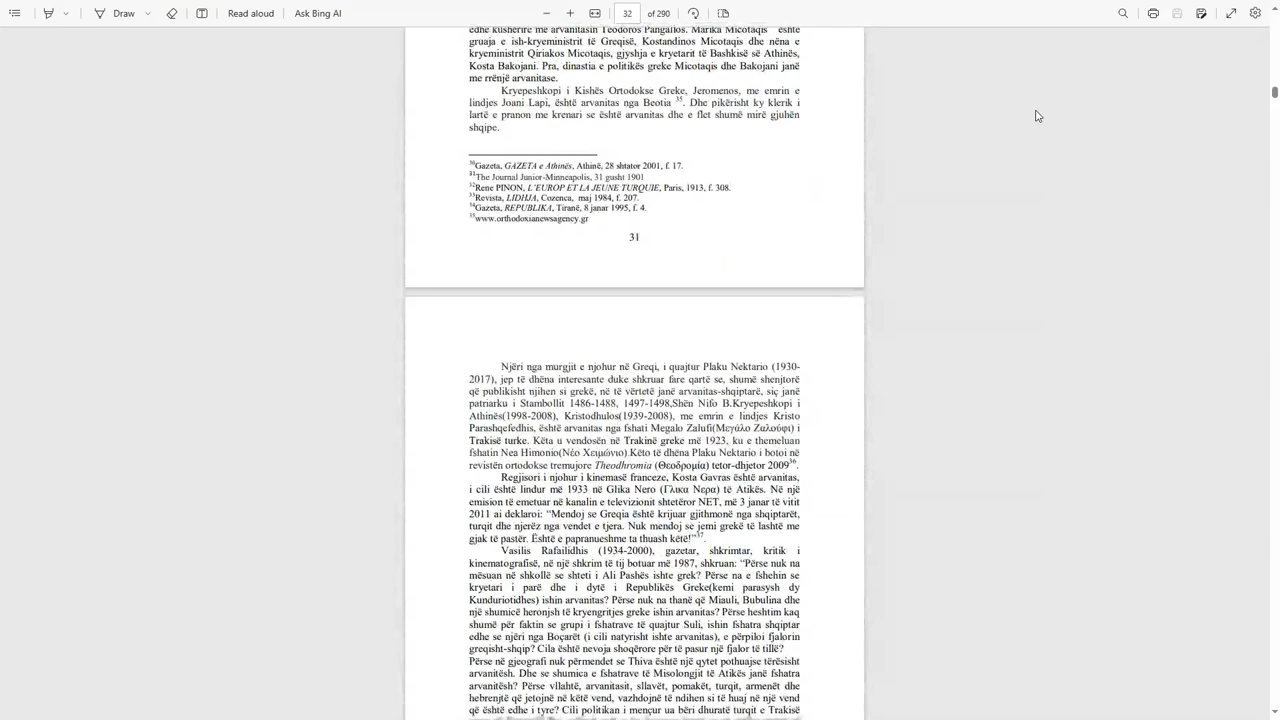 Draw
Read aloud
Ask Bing AI
32
of 290
edhe kushërirë me arvanitasin Teodoros Pangallos. Marika Micotaqis është
gruaja e ish-kryeministrit të Greqisë, Kostandinos Micotaqis dhe nëna e
kryeministrit Qiriakos Micotaqis, gjyshja e kryetarit të Bashkisë së Athinës,
Kosta Bakojani. Pra, dinastia e politikës greke Micotaqis dhe Bakojani janë
me rrënjë arvanitase.
Kryepeshkopi i Kishës Ortodokse Greke, Jeromenos, me emrin e
lindjes Joani Lapi, është arvanitas nga Beotia 35. Dhe pikërisht ky klerik i
lartë e pranon me krenari se është arvanitas dhe e flet shumë mirë gjuhën
shqipe.
30Gazeta, GAZETA e Athinës, Athinë, 28 shtator 2001, f. 17.
31The Journal Junior-Minneapolis, 31 gusht 1901
32Rene PINON, L'EUROP ET LA JEUNE TURQUIE, Paris, 1913, f. 308.
33Revista, LIDHJA, Cozenca, maj 1984, f. 207.
34Gazeta, REPUBLIKA, Tiranë, 8 janar 1995, f. 4.
35www.orthodoxianewsagency.gr
31
Njëri nga murgjit e njohur në Greqi, i quajtur Plaku Nektario (1930-
2017), jep të dhëna interesante duke shkruar fare qartë se, shumë shenjtorë
që publikisht njihen si grekë, në të vërtetë janë arvanitas-shqiptarë, siç janë
patriarku i Stambollit 1486-1488, 1497-1498,Shën Nifo B.Kryepeshkopi i
Athinës(1998-2008), Kristodhulos(1939-2008), me emrin e lindjes Kristo
Parashqefedhis, është arvanitas nga fshati Megalo Zalufi(Μεγάλο Ζαλούφι) i
Trakisë turke. Këta u vendosën në Trakinë greke më 1923, ku e themeluan
fshatin Nea Himonio(Νέο Χειμώνιο).Këto të dhëna Plaku Nektario i botoi në
revistën ortodokse tremujore Theodhromia (Θεοδρομία) tetor-dhjetor 200936.
Regjisori i njohur i kinemasë franceze, Kosta Gavras është arvanitas,
i cili është lindur më 1933 në Glika Nero (Γλικα Νερα) të Atikës. Në një
emision të emetuar në kanalin e televizionit shtetëror NET, më 3 janar të vitit
2011 ai deklaroi: “Mendoj se Greqia është krijuar gjithmonë nga shqiptarët,
turqit dhe njerëz nga vendet e tjera. Nuk mendoj se jemi grekë të lashtë me
gjak të pastër. Është e papranueshme ta thuash këtë!”37.
Vasilis Rafailidhis (1934-2000), gazetar, shkrimtar, kritik i
kinematografisë, në një shkrim të tij botuar më 1987, shkruan: “Përse nuk na
mësuan në shkollë se shteti i Ali Pashës ishte grek? Përse na e fshehin se
kryetari i parë dhe i dytë i Republikës Greke(kemi parasysh dy
Kunduriotidhes) ishin arvanitas? Përse nuk na thanë që Miauli, Bubulina dhe
një shumicë heronjsh të kryengritjes greke ishin arvanitas? Përse heshtim kaq
shumë për faktin se grupi i fshatrave të quajtur Suli, ishin fshatra shqiptar
edhe se njëri nga Boçarët (i cili natyrisht ishte arvanitas), e përpiloi fjalorin
greqisht-shqip? Cila është nevoja shoqërore për të pasur një fjalor të tillë?
Përse në gjeografi nuk përmendet se Thiva është një qytet pothuajse tërësisht
arvanitësh. Dhe se shumica e fshatrave të Misolongjit të Atikës janë fshatra
arvanitësh? Përse vllahtë, arvanitasit, sllavët, pomakët, turqit, armenët dhe
hebrenjtë që jetojnë në këtë vend, vazhdojnë të ndihen si të huaj në një vend
që është edhe i tyre? Cili politikan i mençur ua bëri dhuratë turqit e Trakisë